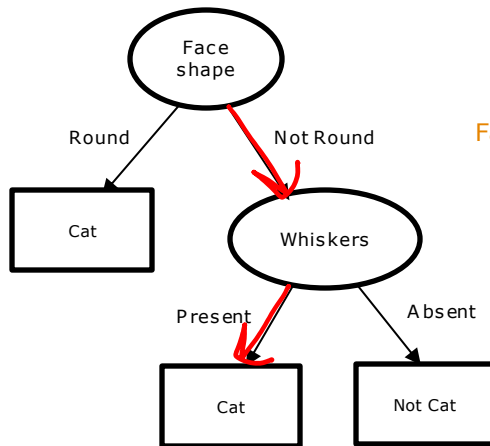 Face
shape
Round
Not Round
F
Cat
Whiskers
Present
Absent
Cat
Not Cat